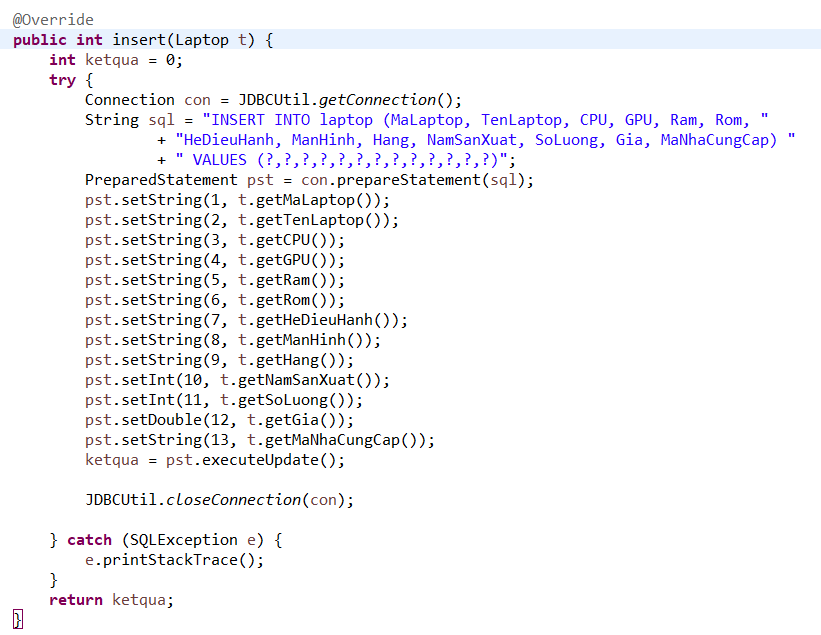 @Override
public int insert(Laptop t) {
    int ketqua = 0;
    try {
        Connection con = JDBCUtil.getConnection();
        String sql = "INSERT INTO laptop (MaLaptop, TenLaptop, CPU, GPU, Ram, Rom, "
                + "HeDieuHanh, ManHinh, Hang, NamSanXuat, SoLuong, Gia, MaNhaCungCap) "
                + " VALUES (?,?,?,?,?,?,?,?,?,?,?,?,?)";
        PreparedStatement pst = con.prepareStatement(sql);
        pst.setString(1, t.getMaLaptop());
        pst.setString(2, t.getTenLaptop());
        pst.setString(3, t.getCPU());
        pst.setString(4, t.getGPU());
        pst.setString(5, t.getRam());
        pst.setString(6, t.getRom());
        pst.setString(7, t.getHeDieuHanh());
        pst.setString(8, t.getManHinh());
        pst.setString(9, t.getHang());
        pst.setInt(10, t.getNamSanXuat());
        pst.setInt(11, t.getSoLuong());
        pst.setDouble(12, t.getGia());
        pst.setString(13, t.getMaNhaCungCap());
        ketqua = pst.executeUpdate();

        JDBCUtil.closeConnection(con);

    } catch (SQLException e) {
        e.printStackTrace();
    }
    return ketqua;
}